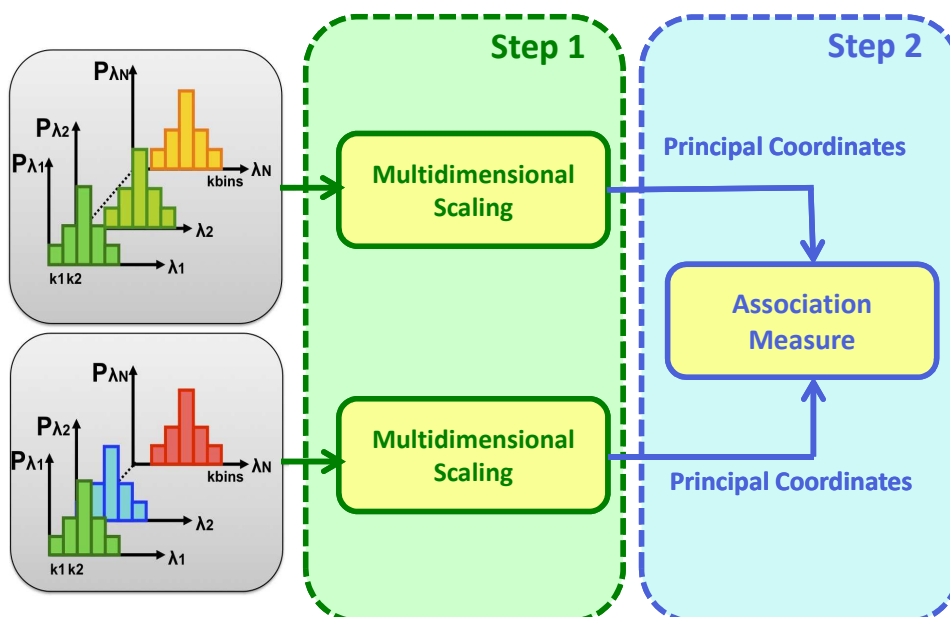 Step 1
Step 2
PλN
Pλ2
Pλ1
λN
kbins
λ2
λ1
k1 k2
Multidimensional
Scaling
Principal Coordinates
Association
Measure
PλN
Pλ2
Pλ1
λN
kbins
λ2
λ1
k1 k2
Multidimensional
Scaling
Principal Coordinates